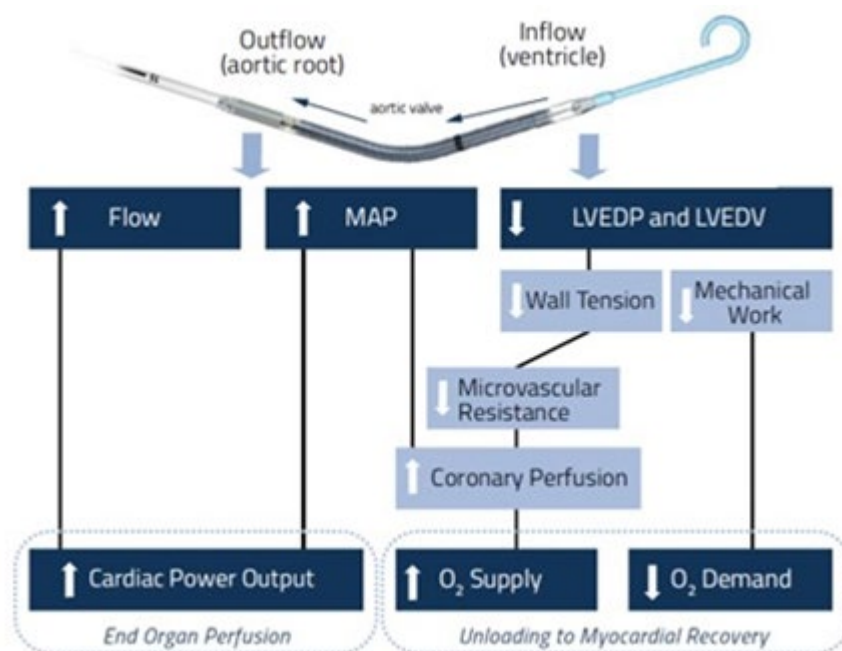 Outflow
(aortic root)
Inflow
(ventricle)
aortic valve
Flow
MAP
LVEDP and LVEDV
Wall Tension
Mechanical
Work
Microvascular
Resistance
Coronary Perfusion
Cardiac Power Output
O₂ Supply
O₂ Demand
End Organ Perfusion
Unloading to Myocardial Recovery